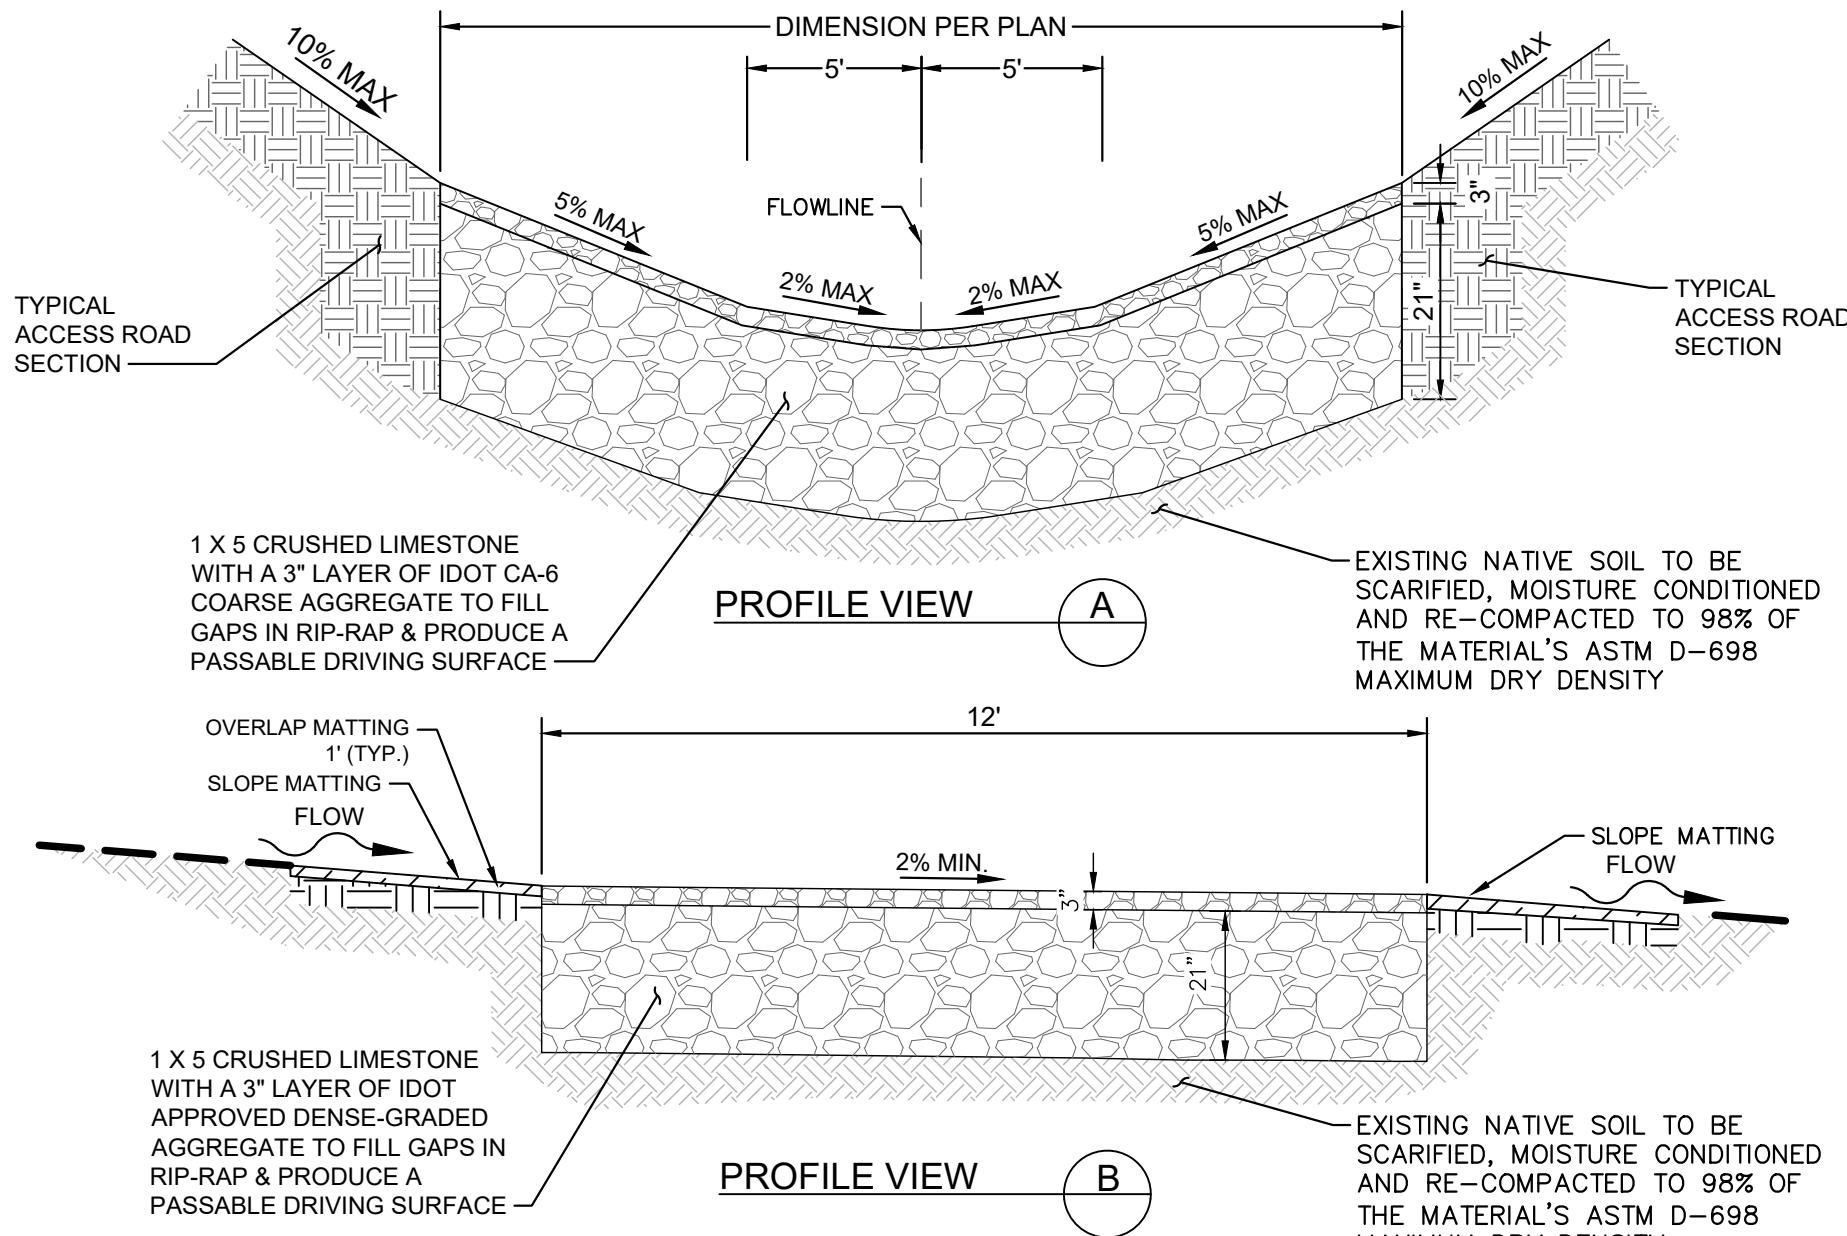 DIMENSION PER PLAN
5'
5'
10% MAX
10% MAX
5% MAX
FLOWLINE
5% MAX
3"
2% MAX
2% MAX
21"
TYPICAL
ACCESS ROAD
SECTION
TYPICAL
ACCESS ROAD
SECTION
1 X 5 CRUSHED LIMESTONE
WITH A 3" LAYER OF IDOT CA-6
COARSE AGGREGATE TO FILL
GAPS IN RIP-RAP & PRODUCE A
PASSABLE DRIVING SURFACE
PROFILE VIEW
A
EXISTING NATIVE SOIL TO BE
SCARIFIED, MOISTURE CONDITIONED
AND RE-COMPACTED TO 98% OF
THE MATERIAL'S ASTM D-698
MAXIMUM DRY DENSITY
OVERLAP MATTING
1' (TYP.)
SLOPE MATTING
FLOW
12'
2% MIN.
3"
21"
SLOPE MATTING
FLOW
1 X 5 CRUSHED LIMESTONE
WITH A 3" LAYER OF IDOT
APPROVED DENSE-GRADED
AGGREGATE TO FILL GAPS IN
RIP-RAP & PRODUCE A
PASSABLE DRIVING SURFACE
PROFILE VIEW
B
EXISTING NATIVE SOIL TO BE
SCARIFIED, MOISTURE CONDITIONED
AND RE-COMPACTED TO 98% OF
THE MATERIAL'S ASTM D-698